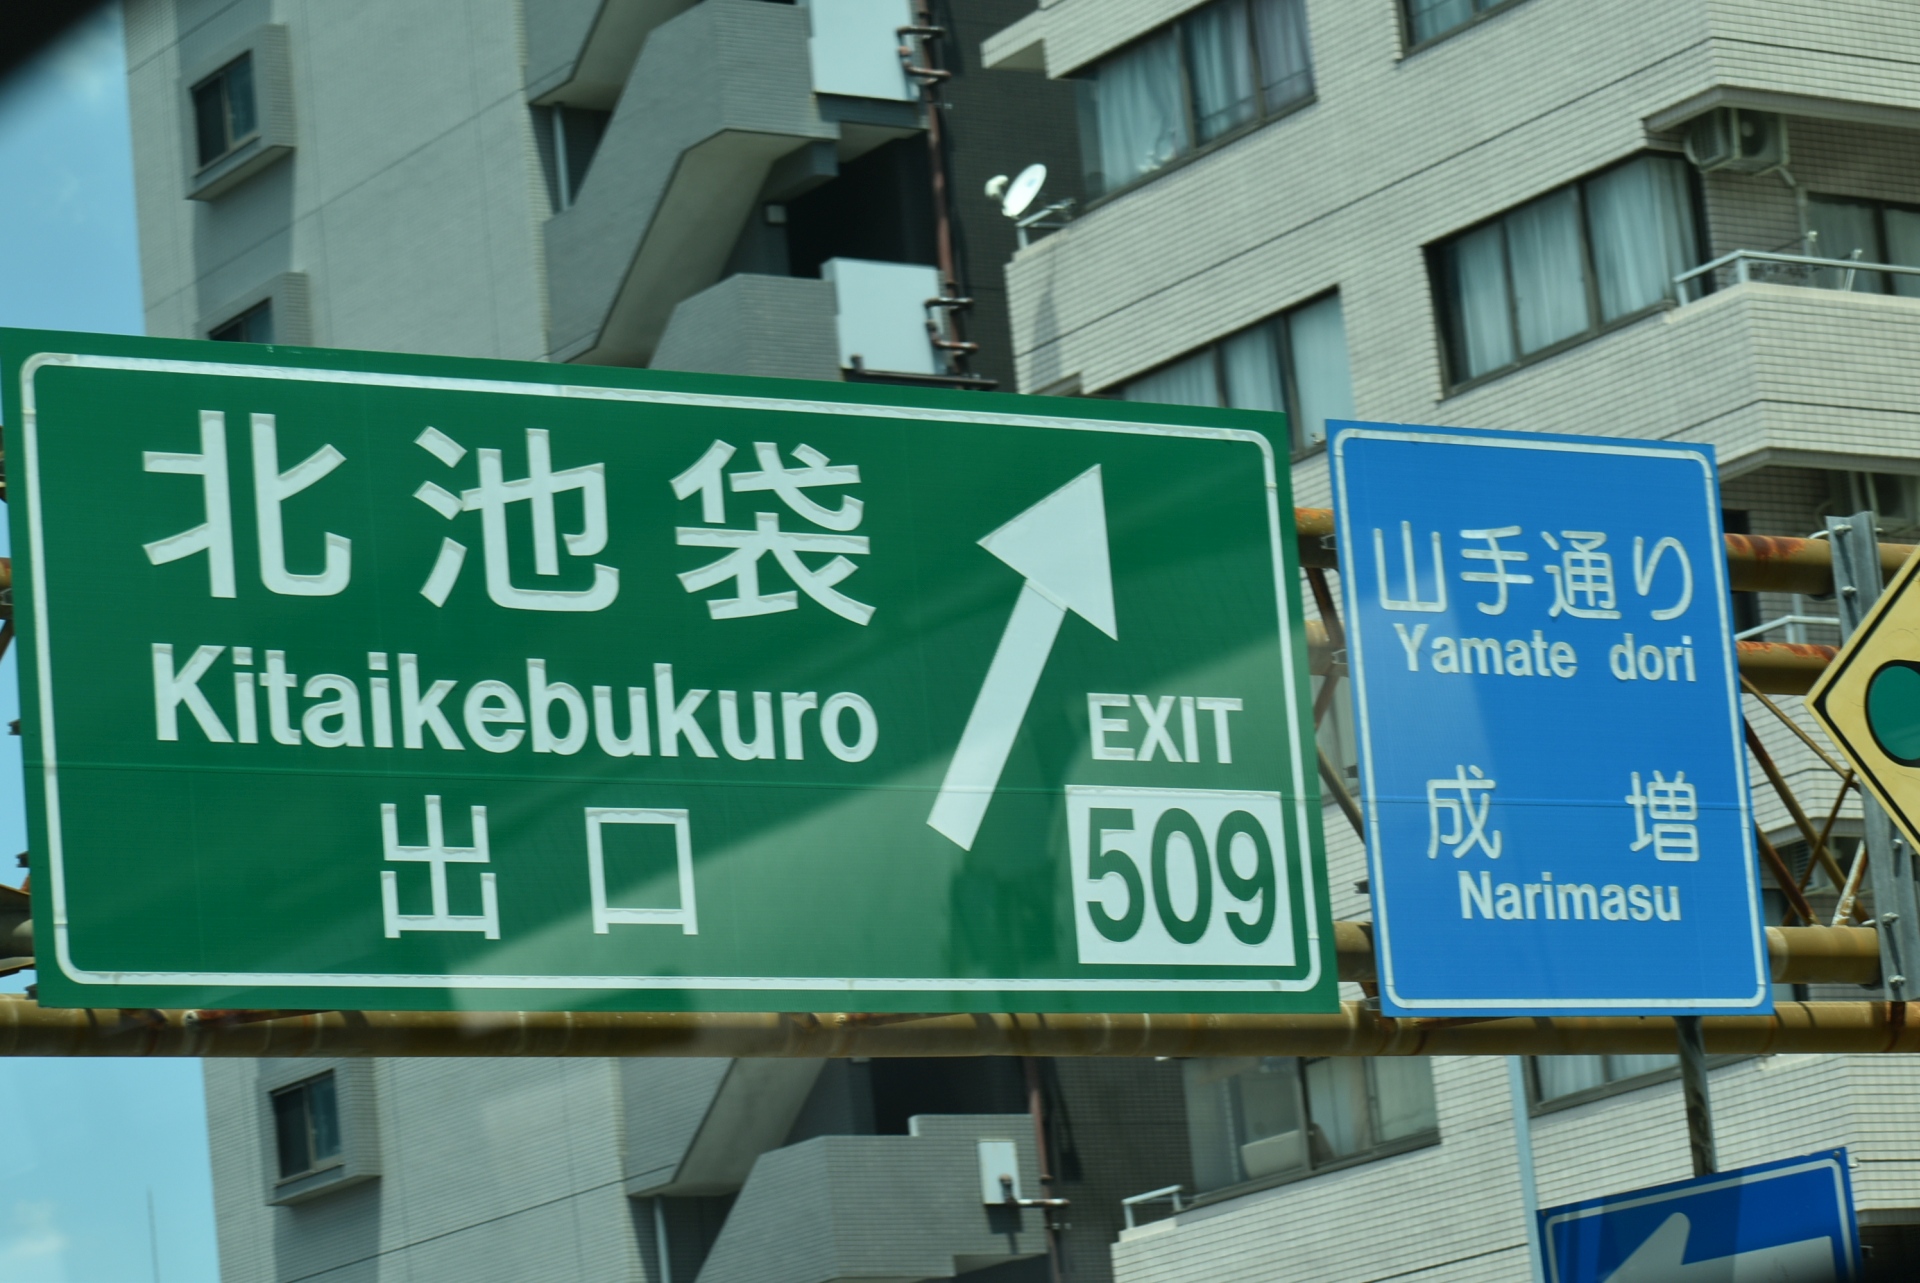 北池袋
Kitaikebukuro
出口
EXIT
509
山手通り
Yamate dori
成増
Narimasu